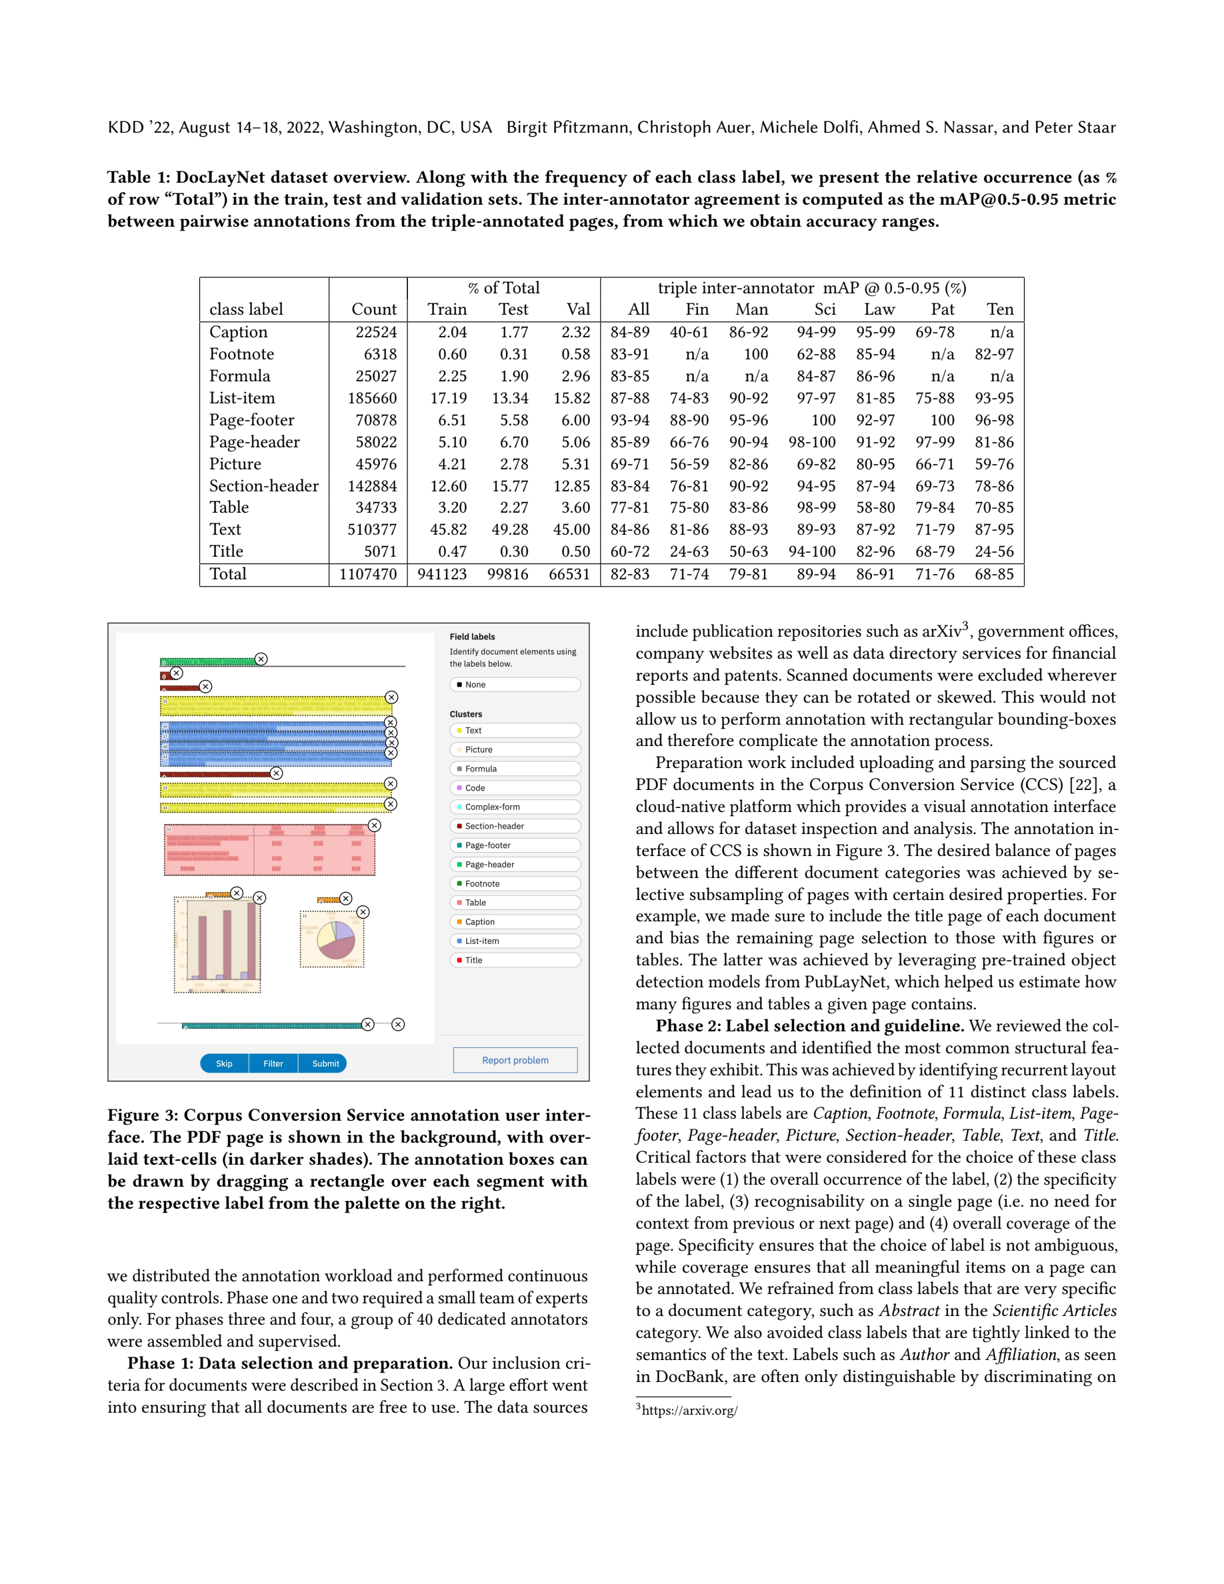 KDD ’22, August 14–18, 2022, Washington, DC, USA Birgit Pfitzmann, Christoph Auer, Michele Dolfi, Ahmed S. Nassar, and Peter Staar
Table 1: DocLayNet dataset overview. Along with the frequency of each class label, we present the relative occurrence (as %
of row “Total”) in the train, test and validation sets. The inter-annotator agreement is computed as the mAP@0.5-0.95 metric
between pairwise annotations from the triple-annotated pages, from which we obtain accuracy ranges.
% of Total triple inter-annotator mAP @ 0.5-0.95 (%)
class label Count Train Test Val All Fin Man Sci Law Pat Ten
Caption 22524 2.04 1.77 2.32 84-89 40-61 86-92 94-99 95-99 69-78 n/a
Footnote 6318 0.60 0.31 0.58 83-91 n/a 100 62-88 85-94 n/a 82-97
Formula 25027 2.25 1.90 2.96 83-85 n/a n/a 84-87 86-96 n/a n/a
List-item 185660 17.19 13.34 15.82 87-88 74-83 90-92 97-97 81-85 75-88 93-95
Page-footer 70878 6.51 5.58 6.00 93-94 88-90 95-96 100 92-97 100 96-98
Page-header 58022 5.10 6.70 5.06 85-89 66-76 90-94 98-100 91-92 97-99 81-86
Picture 45976 4.21 2.78 5.31 69-71 56-59 82-86 69-82 80-95 66-71 59-76
Section-header 142884 12.60 15.77 12.85 83-84 76-81 90-92 94-95 87-94 69-73 78-86
Table 34733 3.20 2.27 3.60 77-81 75-80 83-86 98-99 58-80 79-84 70-85
Text 510377 45.82 49.28 45.00 84-86 81-86 88-93 89-93 87-92 71-79 87-95
Title 5071 0.47 0.30 0.50 60-72 24-63 50-63 94-100 82-96 68-79 24-56
Total 1107470 941123 99816 66531 82-83 71-74 79-81 89-94 86-91 71-76 68-85
Field labels
Identify document elements using
the labels below.
None
Clusters
Text
Picture
Formula
Code
Complex-form
Section-header
Page-footer
Page-header
Footnote
Table
Caption
List-item
Title
Skip Filter Submit
Report problem
Figure 3: Corpus Conversion Service annotation user inter-
face. The PDF page is shown in the background, with over-
laid text-cells (in darker shades). The annotation boxes can
be drawn by dragging a rectangle over each segment with
the respective label from the palette on the right.
we distributed the annotation workload and performed continuous
quality controls. Phase one and two required a small team of experts
only. For phases three and four, a group of 40 dedicated annotators
were assembled and supervised.
Phase 1: Data selection and preparation. Our inclusion cri-
teria for documents were described in Section 3. A large effort went
into ensuring that all documents are free to use. The data sources
include publication repositories such as arXiv3, government offices,
company websites as well as data directory services for financial
reports and patents. Scanned documents were excluded wherever
possible because they can be rotated or skewed. This would not
allow us to perform annotation with rectangular bounding-boxes
and therefore complicate the annotation process.
Preparation work included uploading and parsing the sourced
PDF documents in the Corpus Conversion Service (CCS) [22], a
cloud-native platform which provides a visual annotation interface
and allows for dataset inspection and analysis. The annotation in-
terface of CCS is shown in Figure 3. The desired balance of pages
between the different document categories was achieved by se-
lective subsampling of pages with certain desired properties. For
example, we made sure to include the title page of each document
and bias the remaining page selection to those with figures or
tables. The latter was achieved by leveraging pre-trained object
detection models from PubLayNet, which helped us estimate how
many figures and tables a given page contains.
Phase 2: Label selection and guideline. We reviewed the col-
lected documents and identified the most common structural fea-
tures they exhibit. This was achieved by identifying recurrent layout
elements and lead us to the definition of 11 distinct class labels.
These 11 class labels are Caption, Footnote, Formula, List-item, Page-
footer, Page-header, Picture, Section-header, Table, Text, and Title.
Critical factors that were considered for the choice of these class
labels were (1) the overall occurrence of the label, (2) the specificity
of the label, (3) recognisability on a single page (i.e. no need for
context from previous or next page) and (4) overall coverage of the
page. Specificity ensures that the choice of label is not ambiguous,
while coverage ensures that all meaningful items on a page can
be annotated. We refrained from class labels that are very specific
to a document category, such as Abstract in the Scientific Articles
category. We also avoided class labels that are tightly linked to the
semantics of the text. Labels such as Author and Affiliation, as seen
in DocBank, are often only distinguishable by discriminating on
3https://arxiv.org/